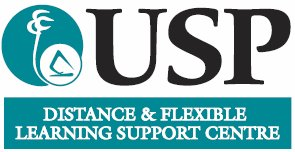 USP
DISTANCE & FLEXIBLE
LEARNING SUPPORT CENTRE